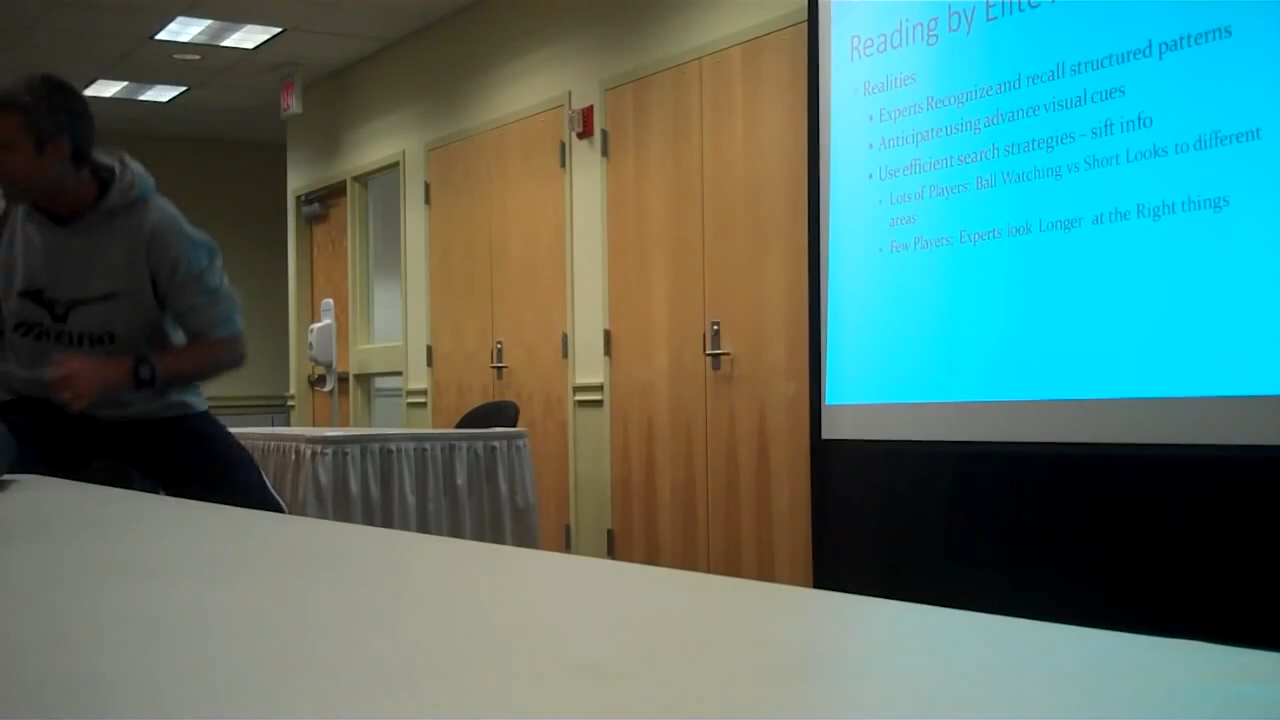 Reading by Elite
Realities
• Experts Recognize and recall structured patterns
• Anticipate using advance visual cues
• Use efficient search strategies – sift info
• Lots of Players: Ball Watching vs Short Looks to different
areas
• Few Players: Experts look Longer at the Right things
MIZUNO